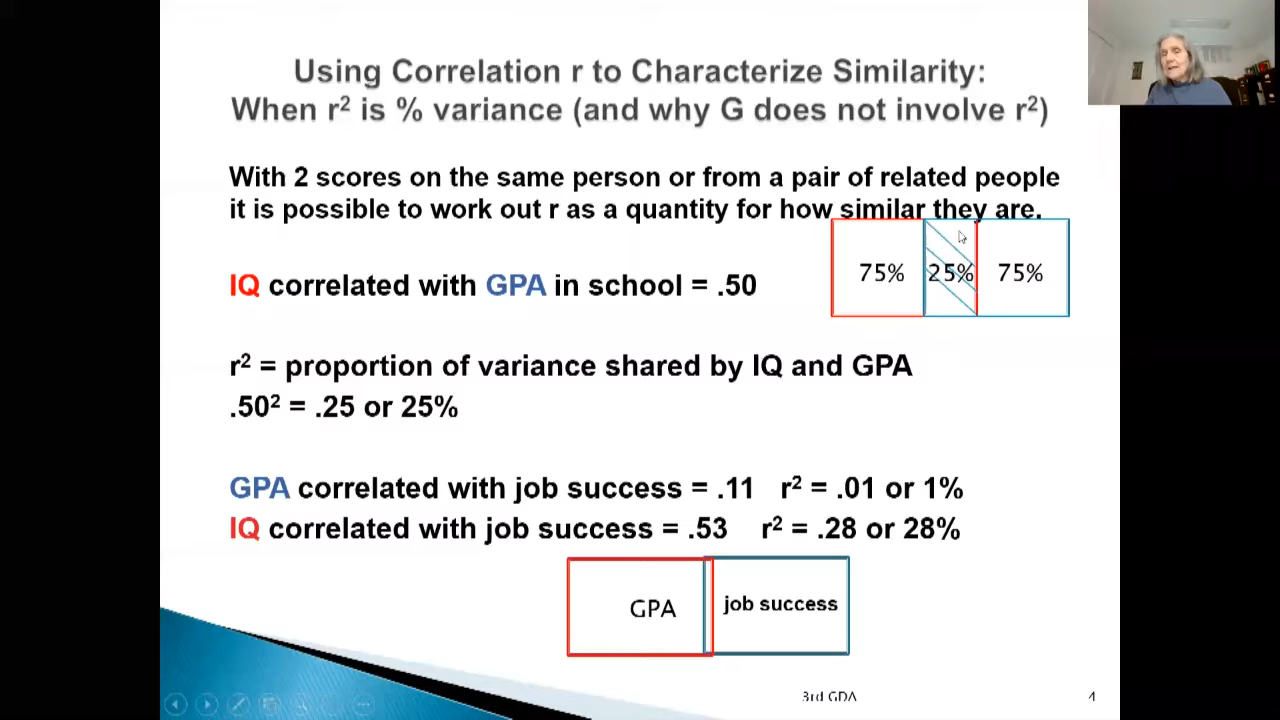 Using Correlation r to Characterize Similarity:
When r² is % variance (and why G does not involve r²)
With 2 scores on the same person or from a pair of related people
it is possible to work out r as a quantity for how similar they are.
75% 25% 75%
IQ correlated with GPA in school = .50
r² = proportion of variance shared by IQ and GPA
.50² = .25 or 25%
GPA correlated with job success = .11 r² = .01 or 1%
IQ correlated with job success = .53 r² = .28 or 28%
GPA job success
3rd GDA 4